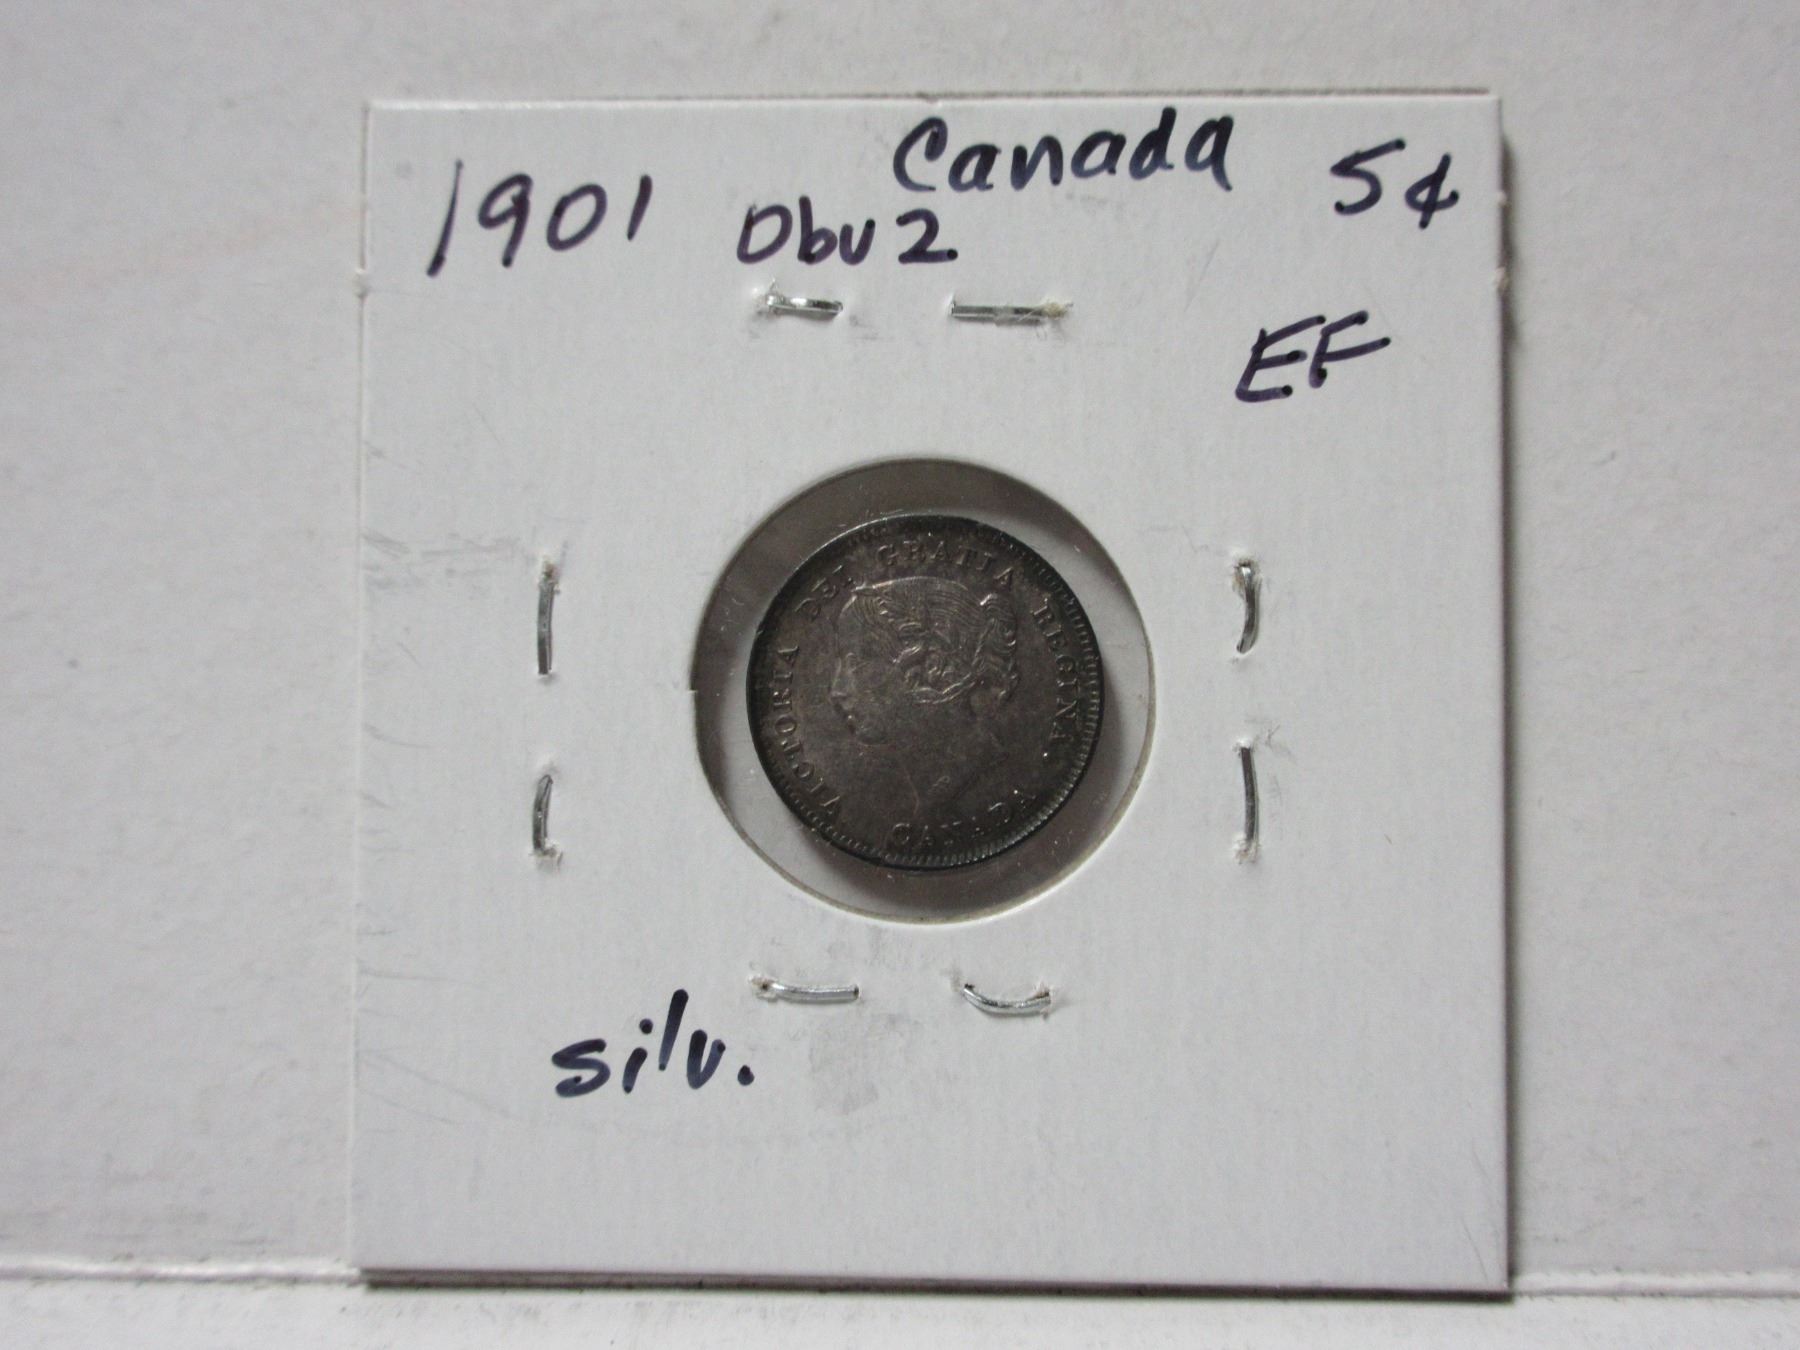 1901 Canada 5¢
Obv 2
EF
VICTORIA DEI GRATIA REGINA.
CANADA
silv.